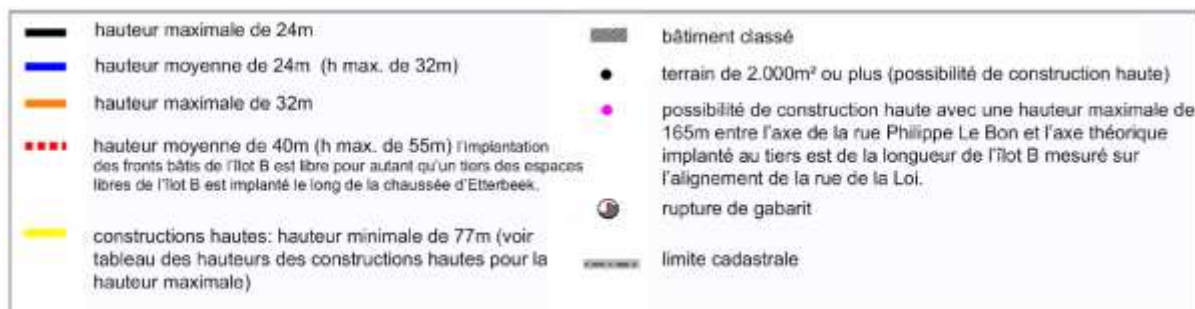 hauteur maximale de 24m
hauteur moyenne de 24m (h max. de 32m)
hauteur maximale de 32m
hauteur moyenne de 40m (h max. de 55m) l'implantation
des fronts bâtis de l'îlot B est libre pour autant qu'un tiers des espaces
libres de l'îlot B est implanté le long de la chaussée d'Etterbeek.
constructions hautes: hauteur minimale de 77m (voir
tableau des hauteurs des constructions hautes pour la
hauteur maximale)
bâtiment classé
terrain de 2.000m² ou plus (possibilité de construction haute)
possibilité de construction haute avec une hauteur maximale de
165m entre l'axe de la rue Philippe Le Bon et l'axe théorique
implanté au tiers est de la longueur de l'îlot B mesuré sur
l'alignement de la rue de la Loi.
rupture de gabarit
limite cadastrale